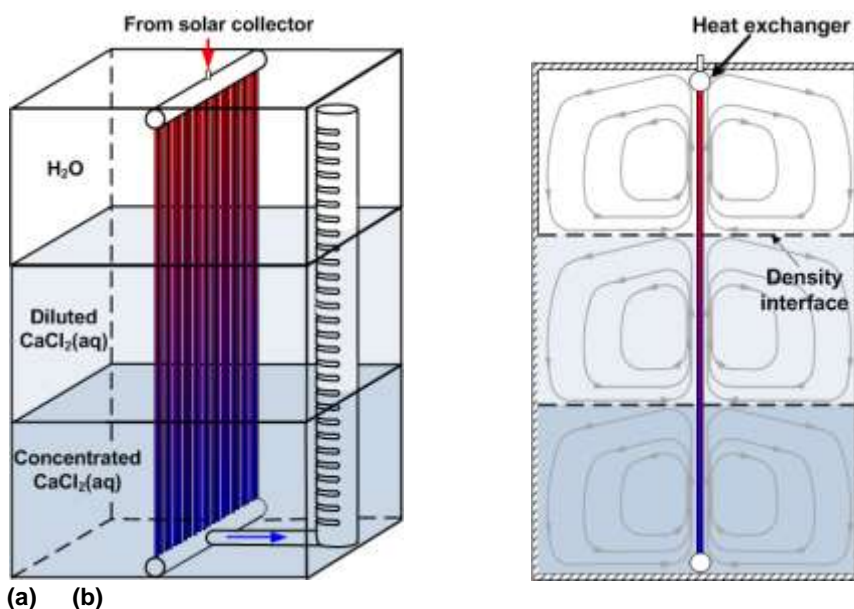 From solar collector
H₂O
Diluted
CaCl₂(aq)
Concentrated
CaCl₂(aq)
Heat exchanger
Density
interface
(a) (b)